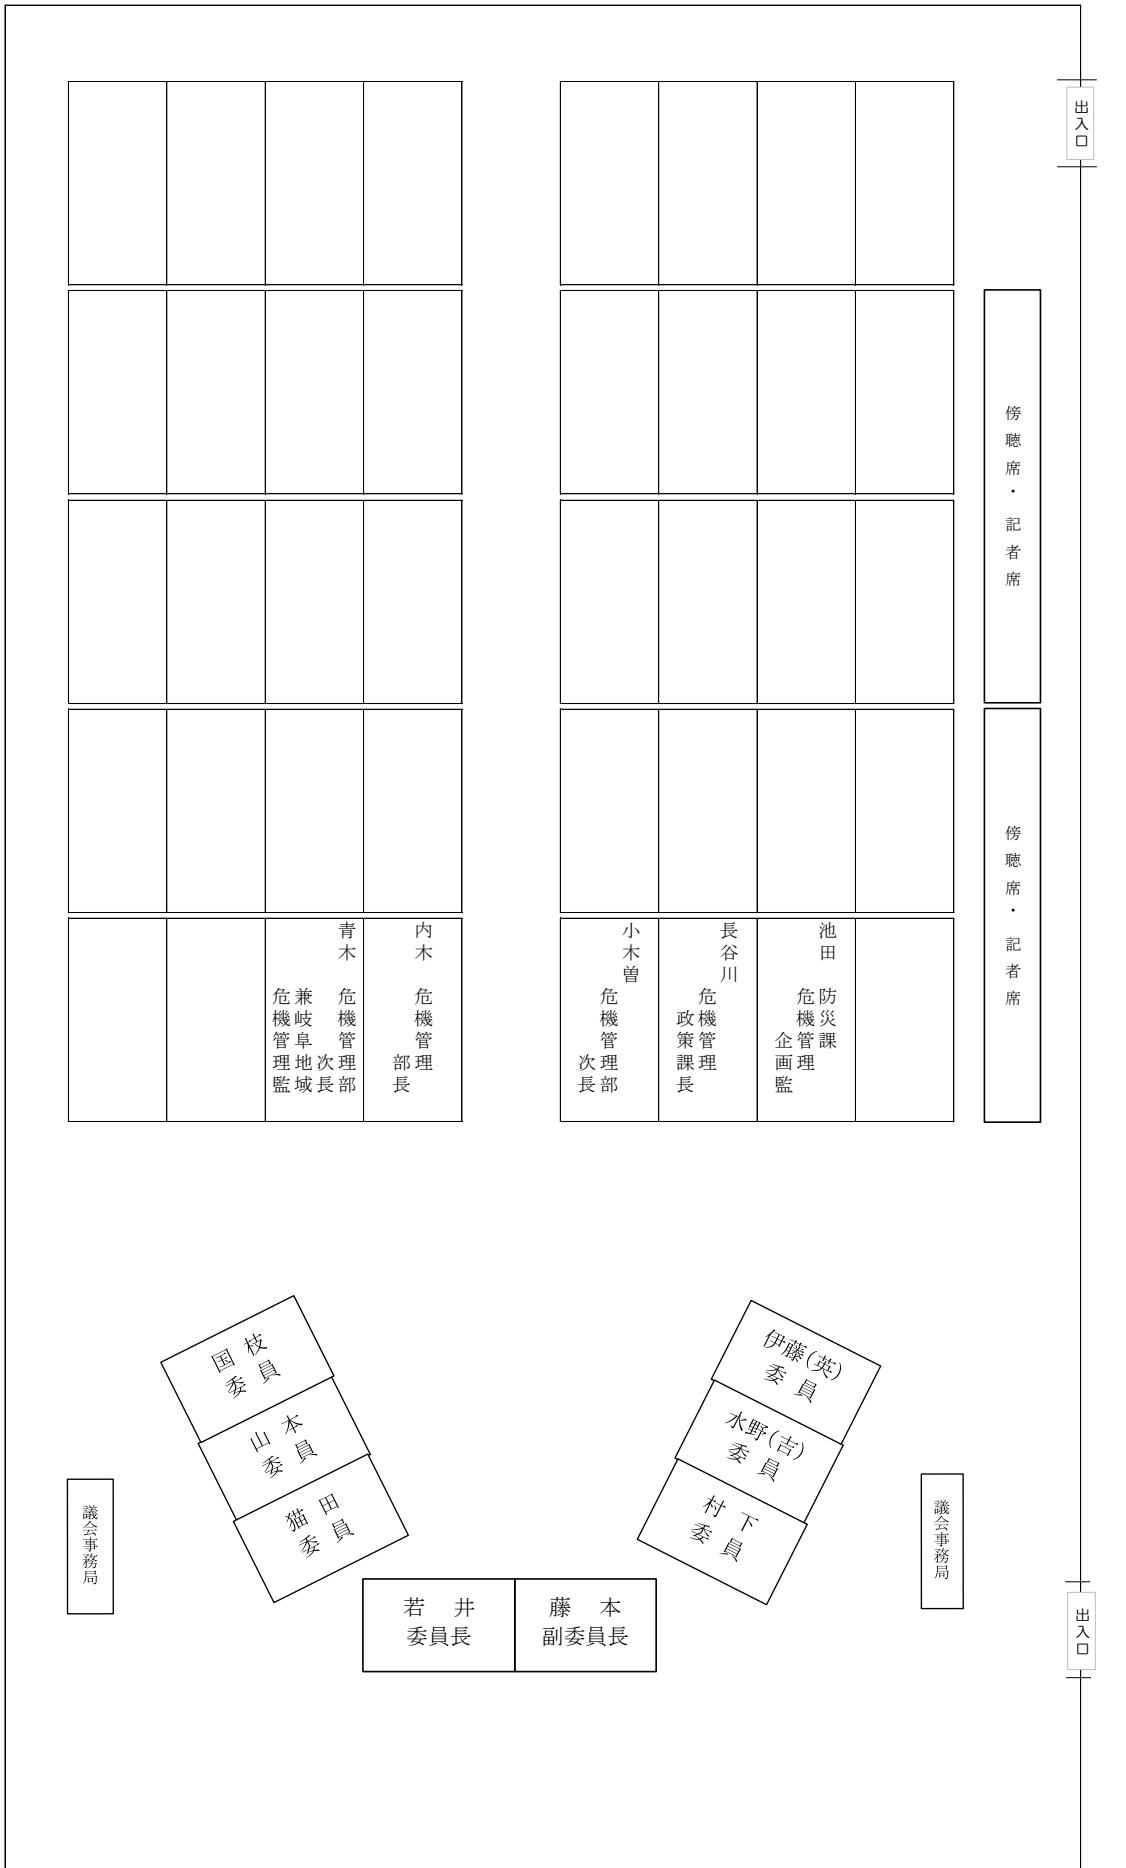 出入口
傍聴席・記者席
傍聴席・記者席
池田 防災課
危機管理
企画監
長谷川
危機管理
政策課長
小木曽
危機管理部
次長
内木 危機管理
部長
青木 危機管理部
次長
兼岐阜地域
危機管理監
国枝
委員
山本
委員
猫田
委員
伊藤(英)
委員
水野(吉)
委員
村下
委員
議会事務局
議会事務局
若井
委員長
藤本
副委員長
出入口